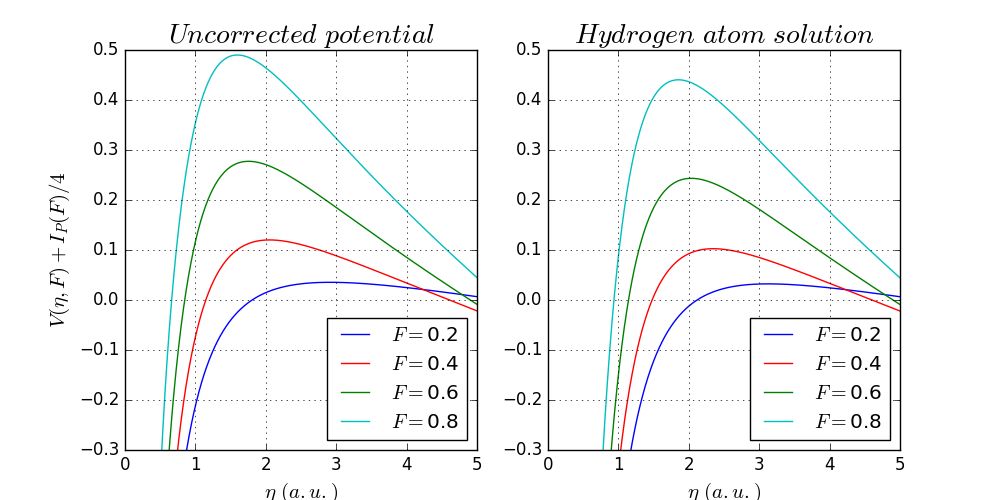 Uncorrected potential
V(η, F) + I_P(F)/4
0.5
0.4
0.3
0.2
0.1
0.0
−0.1
−0.2
−0.3
0 1 2 3 4 5
η (a.u.)
F = 0.2
F = 0.4
F = 0.6
F = 0.8
Hydrogen atom solution
0.5
0.4
0.3
0.2
0.1
0.0
−0.1
−0.2
−0.3
0 1 2 3 4 5
η (a.u.)
F = 0.2
F = 0.4
F = 0.6
F = 0.8